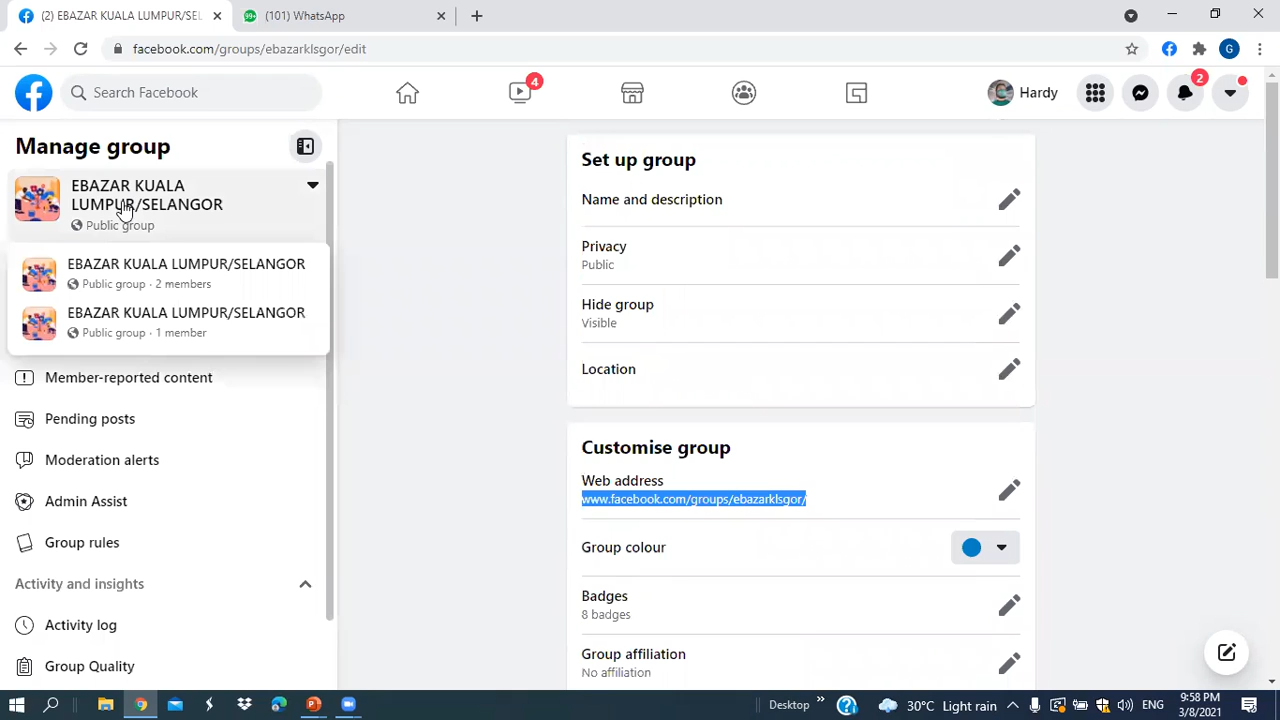 (2) EBAZAR KUALA LUMPUR/SEL
(101) WhatsApp
facebook.com/groups/ebazarklsgor/edit
G
Search Facebook
4
Hardy
2
Manage group
EBAZAR KUALA
LUMPUR/SELANGOR
Public group
EBAZAR KUALA LUMPUR/SELANGOR
Public group · 2 members
EBAZAR KUALA LUMPUR/SELANGOR
Public group · 1 member
Member-reported content
Pending posts
Moderation alerts
Admin Assist
Group rules
Activity and insights
Activity log
Group Quality
Set up group
Name and description
Privacy
Public
Hide group
Visible
Location
Customise group
Web address
www.facebook.com/groups/ebazarklsgor/
Group colour
Badges
8 badges
Group affiliation
No affiliation
Desktop
30°C Light rain
ENG
9:58 PM
3/8/2021